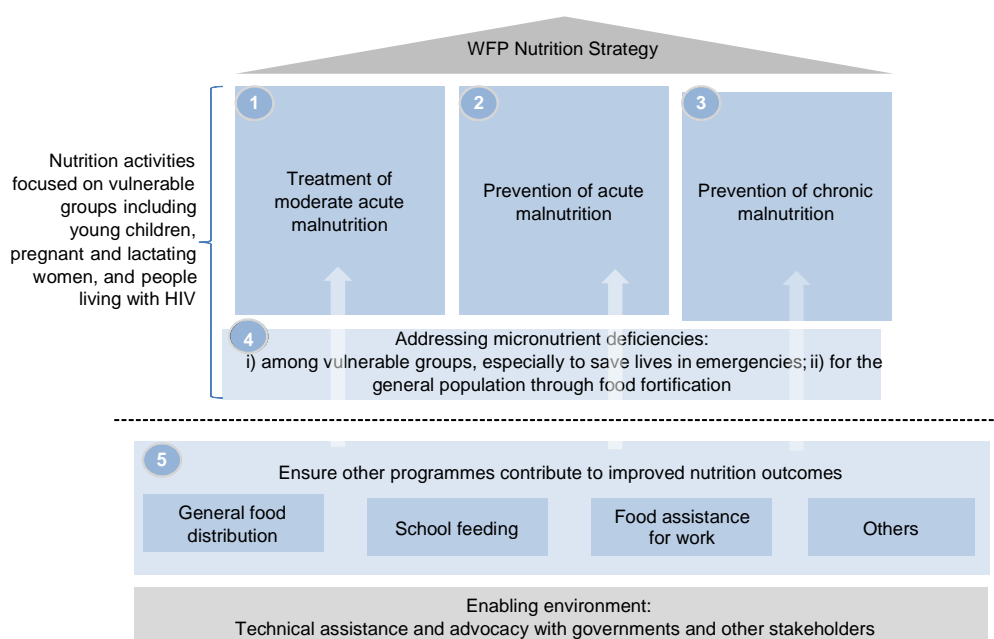 WFP Nutrition Strategy
1
2
3
Nutrition activities
focused on vulnerable
groups including
young children,
pregnant and lactating
women, and people
living with HIV
Treatment of
moderate acute
malnutrition
Prevention of acute
malnutrition
Prevention of chronic
malnutrition
4
Addressing micronutrient deficiencies:
i) among vulnerable groups, especially to save lives in emergencies; ii) for the
general population through food fortification
5
Ensure other programmes contribute to improved nutrition outcomes
General food
distribution
School feeding
Food assistance
for work
Others
Enabling environment:
Technical assistance and advocacy with governments and other stakeholders